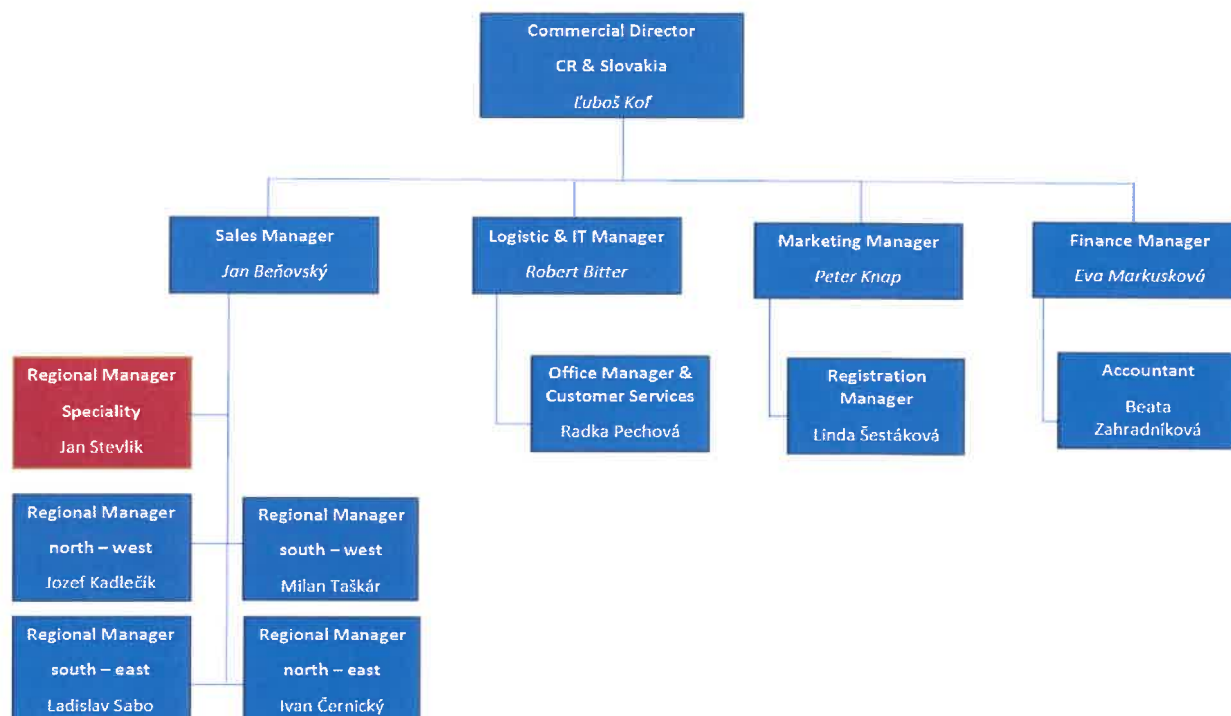 Commercial Director
CR & Slovakia
Ľuboš Koľ
Sales Manager
Jan Beňovský
Logistic & IT Manager
Robert Bitter
Marketing Manager
Peter Knap
Finance Manager
Eva Markusková
Regional Manager
Speciality
Jan Stevlik
Office Manager &
Customer Services
Radka Pechová
Registration
Manager
Linda Šestáková
Accountant
Beata
Zahradníková
Regional Manager
north – west
Jozef Kadlečík
Regional Manager
south – west
Milan Taškár
Regional Manager
south – east
Ladislav Sabo
Regional Manager
north – east
Ivan Černický